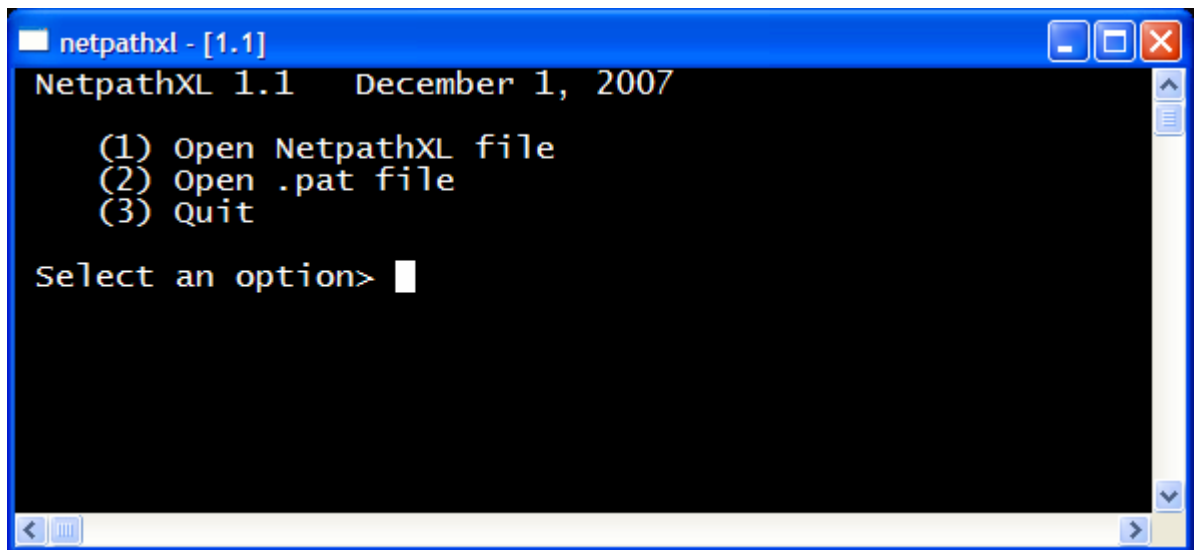 netpathxl - [1.1]
NetpathXL 1.1   December 1, 2007
(1) Open NetpathXL file
(2) Open .pat file
(3) Quit
Select an option>